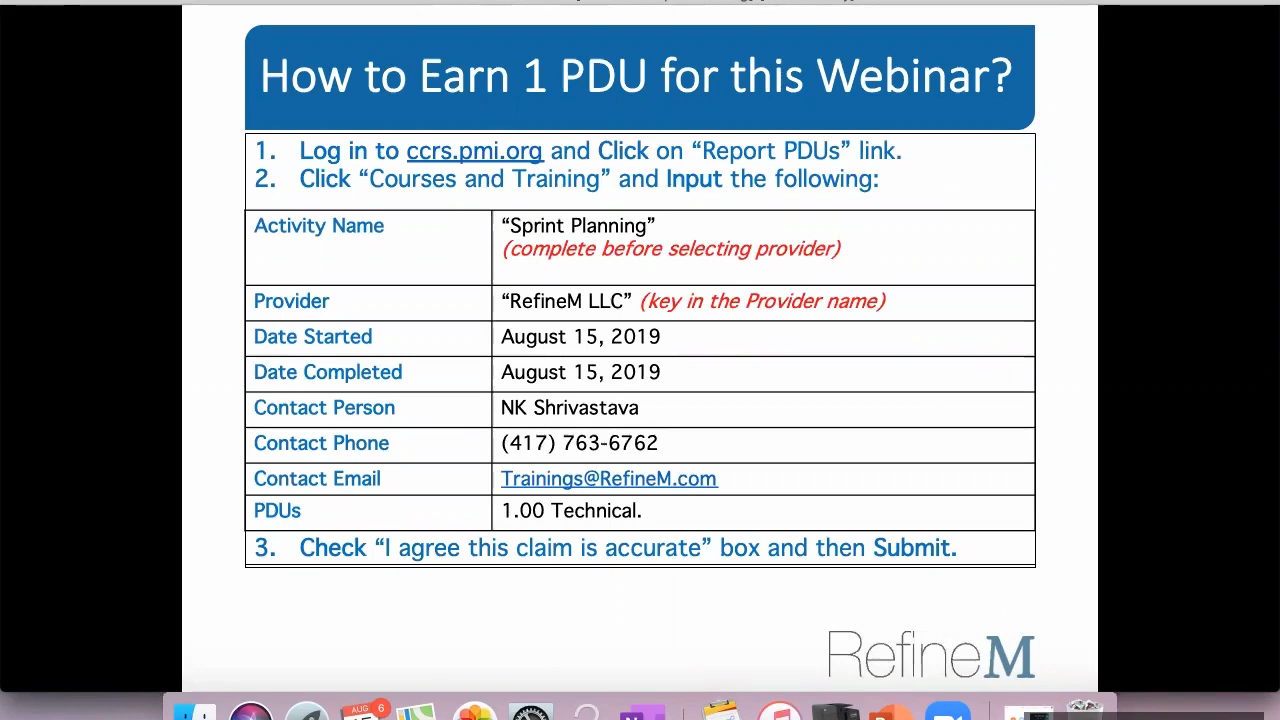 How to Earn 1 PDU for this Webinar?
1. Log in to ccrs.pmi.org and Click on “Report PDUs” link.
2. Click “Courses and Training” and Input the following:
Activity Name “Sprint Planning”
(complete before selecting provider)
Provider “RefineM LLC” (key in the Provider name)
Date Started August 15, 2019
Date Completed August 15, 2019
Contact Person NK Shrivastava
Contact Phone (417) 763-6762
Contact Email Trainings@RefineM.com
PDUs 1.00 Technical.
3. Check “I agree this claim is accurate” box and then Submit.
RefineM
AUG 6